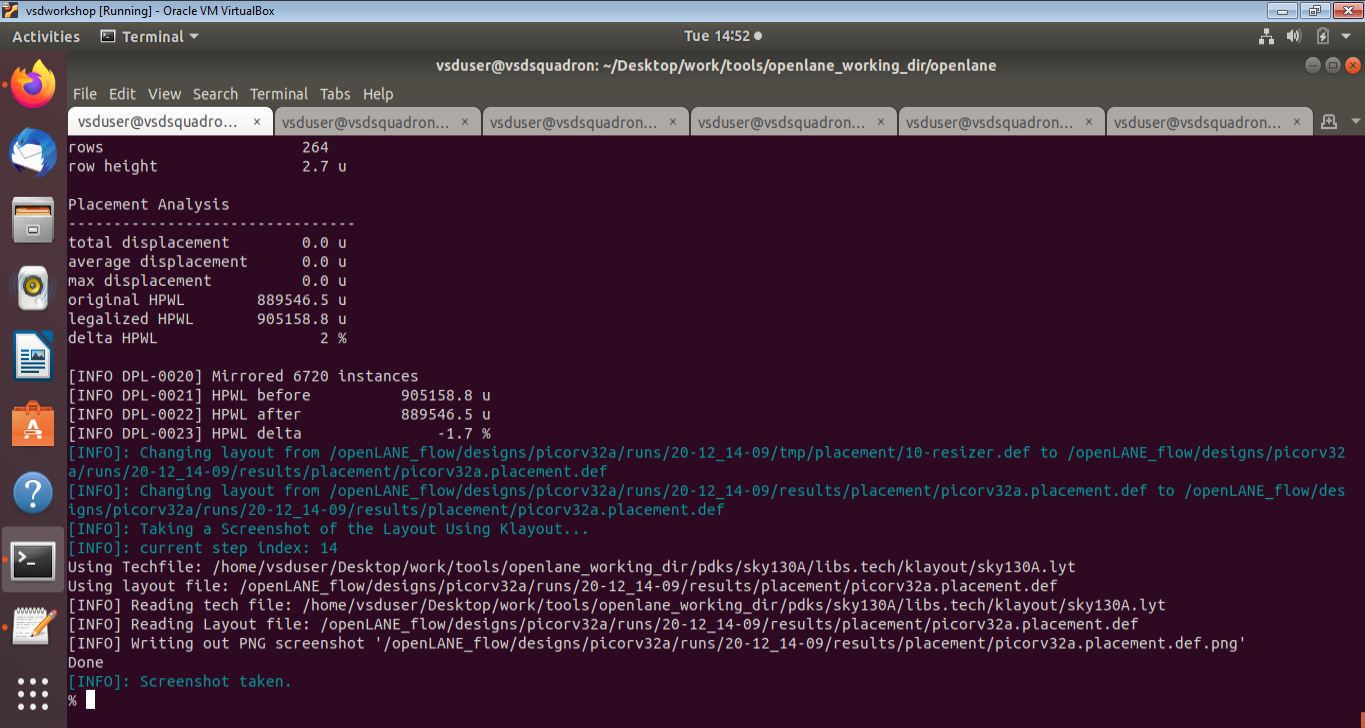 vsdworkshop [Running] - Oracle VM VirtualBox
Activities Terminal Tue 14:52
vsduser@vsdsquadron: ~/Desktop/work/tools/openlane_working_dir/openlane
File Edit View Search Terminal Tabs Help
vsduser@vsdsquadro... × vsduser@vsdsquadron... × vsduser@vsdsquadron... × vsduser@vsdsquadron... × vsduser@vsdsquadron... × vsduser@vsdsquadron... ×
rows 264
row height 2.7 u
Placement Analysis
--------------------------------
total displacement 0.0 u
average displacement 0.0 u
max displacement 0.0 u
original HPWL 889546.5 u
legalized HPWL 905158.8 u
delta HPWL 2 %
[INFO DPL-0020] Mirrored 6720 instances
[INFO DPL-0021] HPWL before 905158.8 u
[INFO DPL-0022] HPWL after 889546.5 u
[INFO DPL-0023] HPWL delta -1.7 %
[INFO]: Changing layout from /openLANE_flow/designs/picorv32a/runs/20-12_14-09/tmp/placement/10-resizer.def to /openLANE_flow/designs/picorv32
a/runs/20-12_14-09/results/placement/picorv32a.placement.def
[INFO]: Changing layout from /openLANE_flow/designs/picorv32a/runs/20-12_14-09/results/placement/picorv32a.placement.def to /openLANE_flow/des
igns/picorv32a/runs/20-12_14-09/results/placement/picorv32a.placement.def
[INFO]: Taking a Screenshot of the Layout Using Klayout...
[INFO]: current step index: 14
Using Techfile: /home/vsduser/Desktop/work/tools/openlane_working_dir/pdks/sky130A/libs.tech/klayout/sky130A.lyt
Using layout file: /openLANE_flow/designs/picorv32a/runs/20-12_14-09/results/placement/picorv32a.placement.def
[INFO] Reading tech file: /home/vsduser/Desktop/work/tools/openlane_working_dir/pdks/sky130A/libs.tech/klayout/sky130A.lyt
[INFO] Reading Layout file: /openLANE_flow/designs/picorv32a/runs/20-12_14-09/results/placement/picorv32a.placement.def
[INFO] Writing out PNG screenshot '/openLANE_flow/designs/picorv32a/runs/20-12_14-09/results/placement/picorv32a.placement.def.png'
Done
[INFO]: Screenshot taken.
%